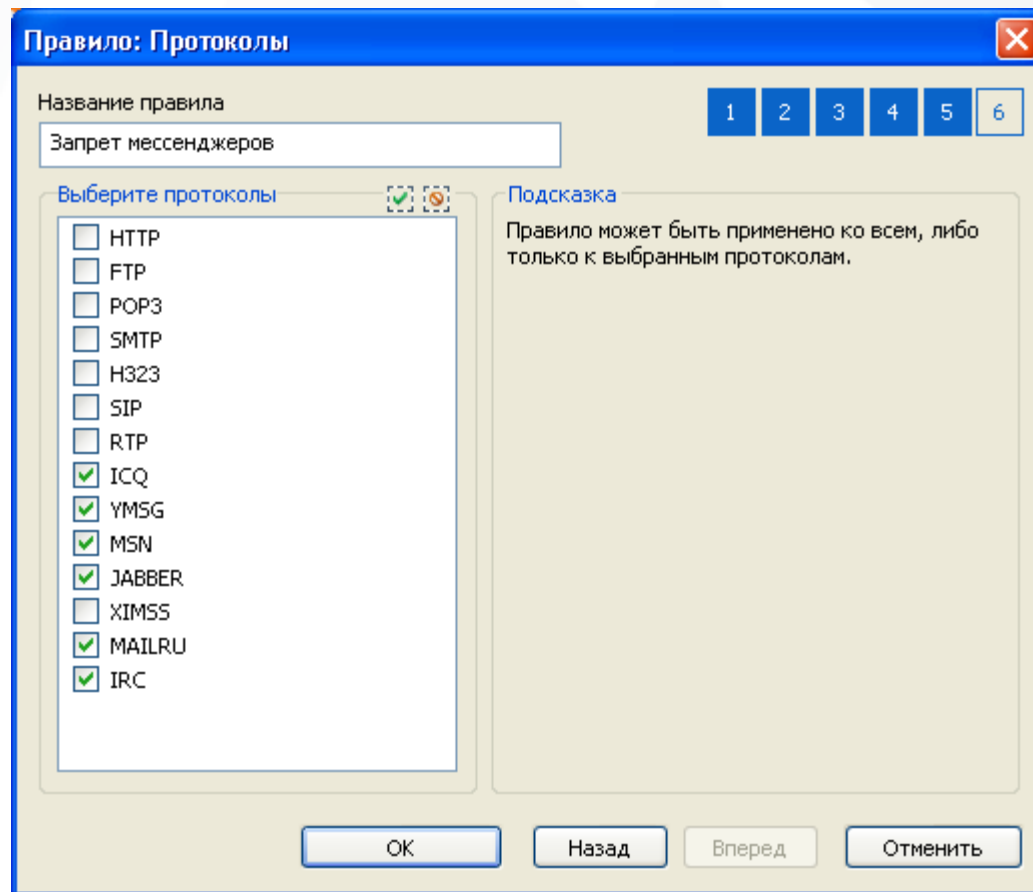 Правило: Протоколы
Название правила
1 2 3 4 5 6
Запрет мессенджеров
Выберите протоколы
HTTP
FTP
POP3
SMTP
H323
SIP
RTP
ICQ
YMSG
MSN
JABBER
XIMSS
MAILRU
IRC
Подсказка
Правило может быть применено ко всем, либо
только к выбранным протоколам.
OK
Назад
Вперед
Отменить